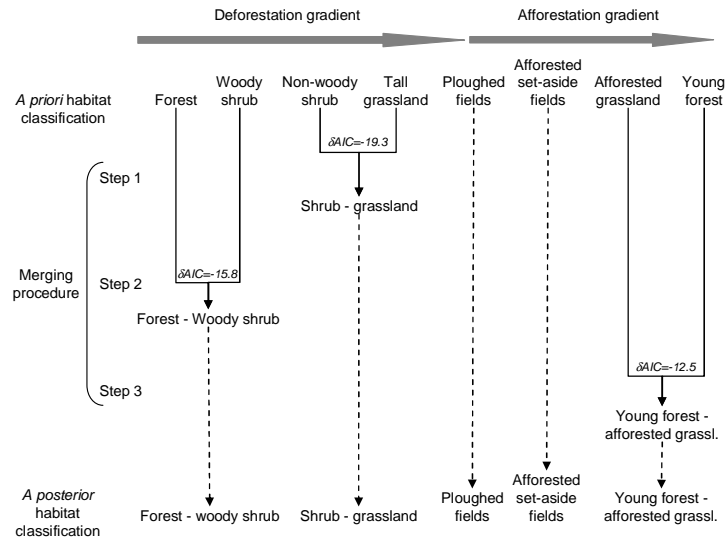 Deforestation gradient
Afforestation gradient
A priori habitat
classification
Forest
Woody
shrub
Non-woody
shrub
Tall
grassland
Ploughed
fields
Afforested
set-aside
fields
Afforested
grassland
Young
forest
δAIC=-19.3
Step 1
Shrub - grassland
Merging
procedure
Step 2
δAIC=-15.8
Forest - Woody shrub
Step 3
δAIC=-12.5
Young forest -
afforested grassl.
A posterior
habitat
classification
Forest - woody shrub
Shrub - grassland
Ploughed
fields
Afforested
set-aside
fields
Young forest -
afforested grassl.